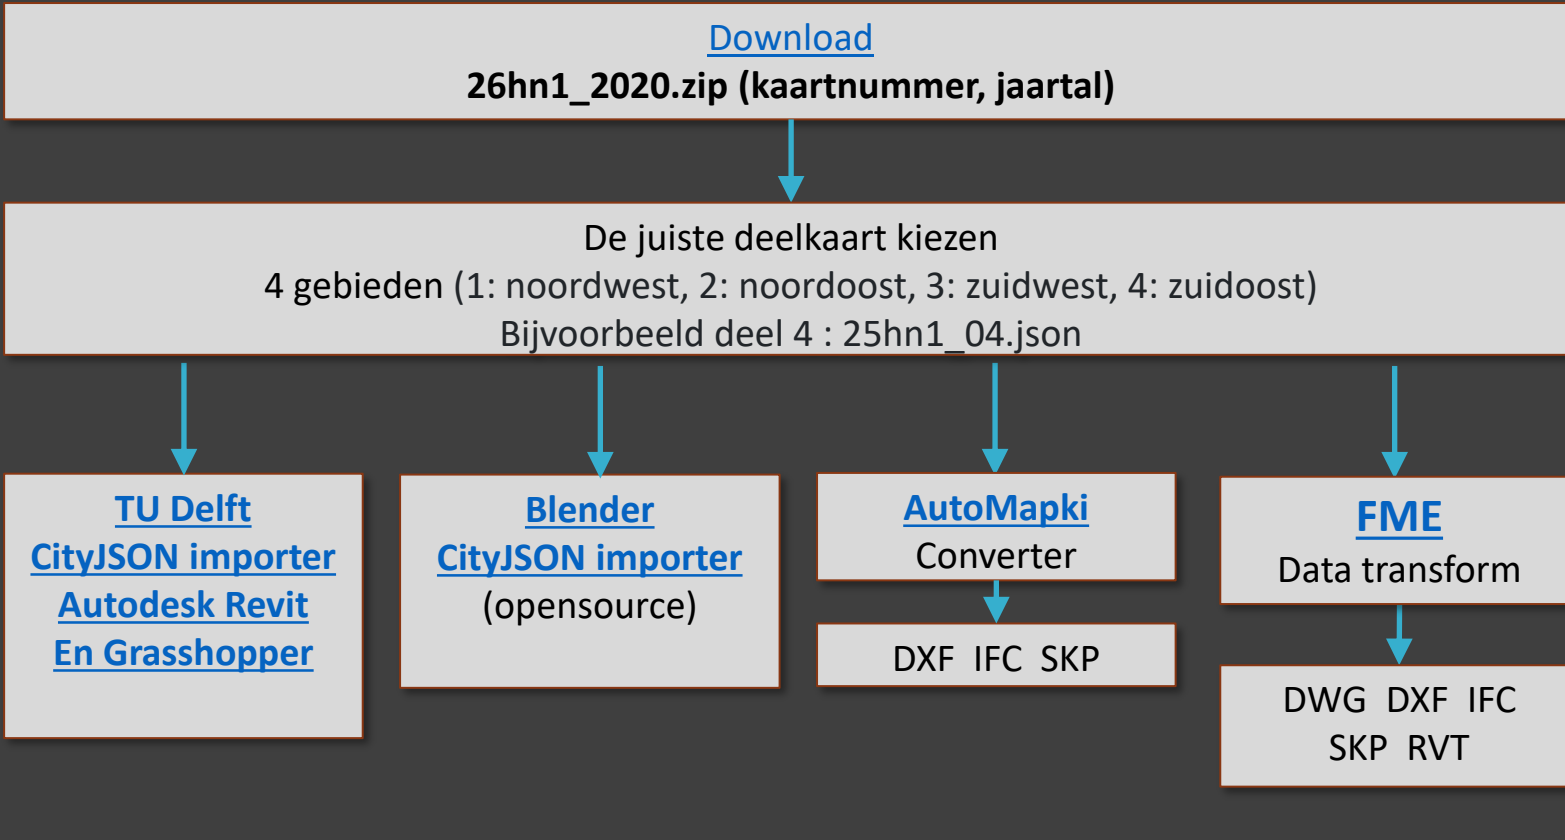 Download
26hn1_2020.zip (kaartnummer, jaartal)
De juiste deelkaart kiezen
4 gebieden (1: noordwest, 2: noordoost, 3: zuidwest, 4: zuidoost)
Bijvoorbeeld deel 4 : 25hn1_04.json
TU Delft
CityJSON importer
Autodesk Revit
En Grasshopper
Blender
CityJSON importer
(opensource)
AutoMapki
Converter
DXF IFC SKP
FME
Data transform
DWG DXF IFC
SKP RVT